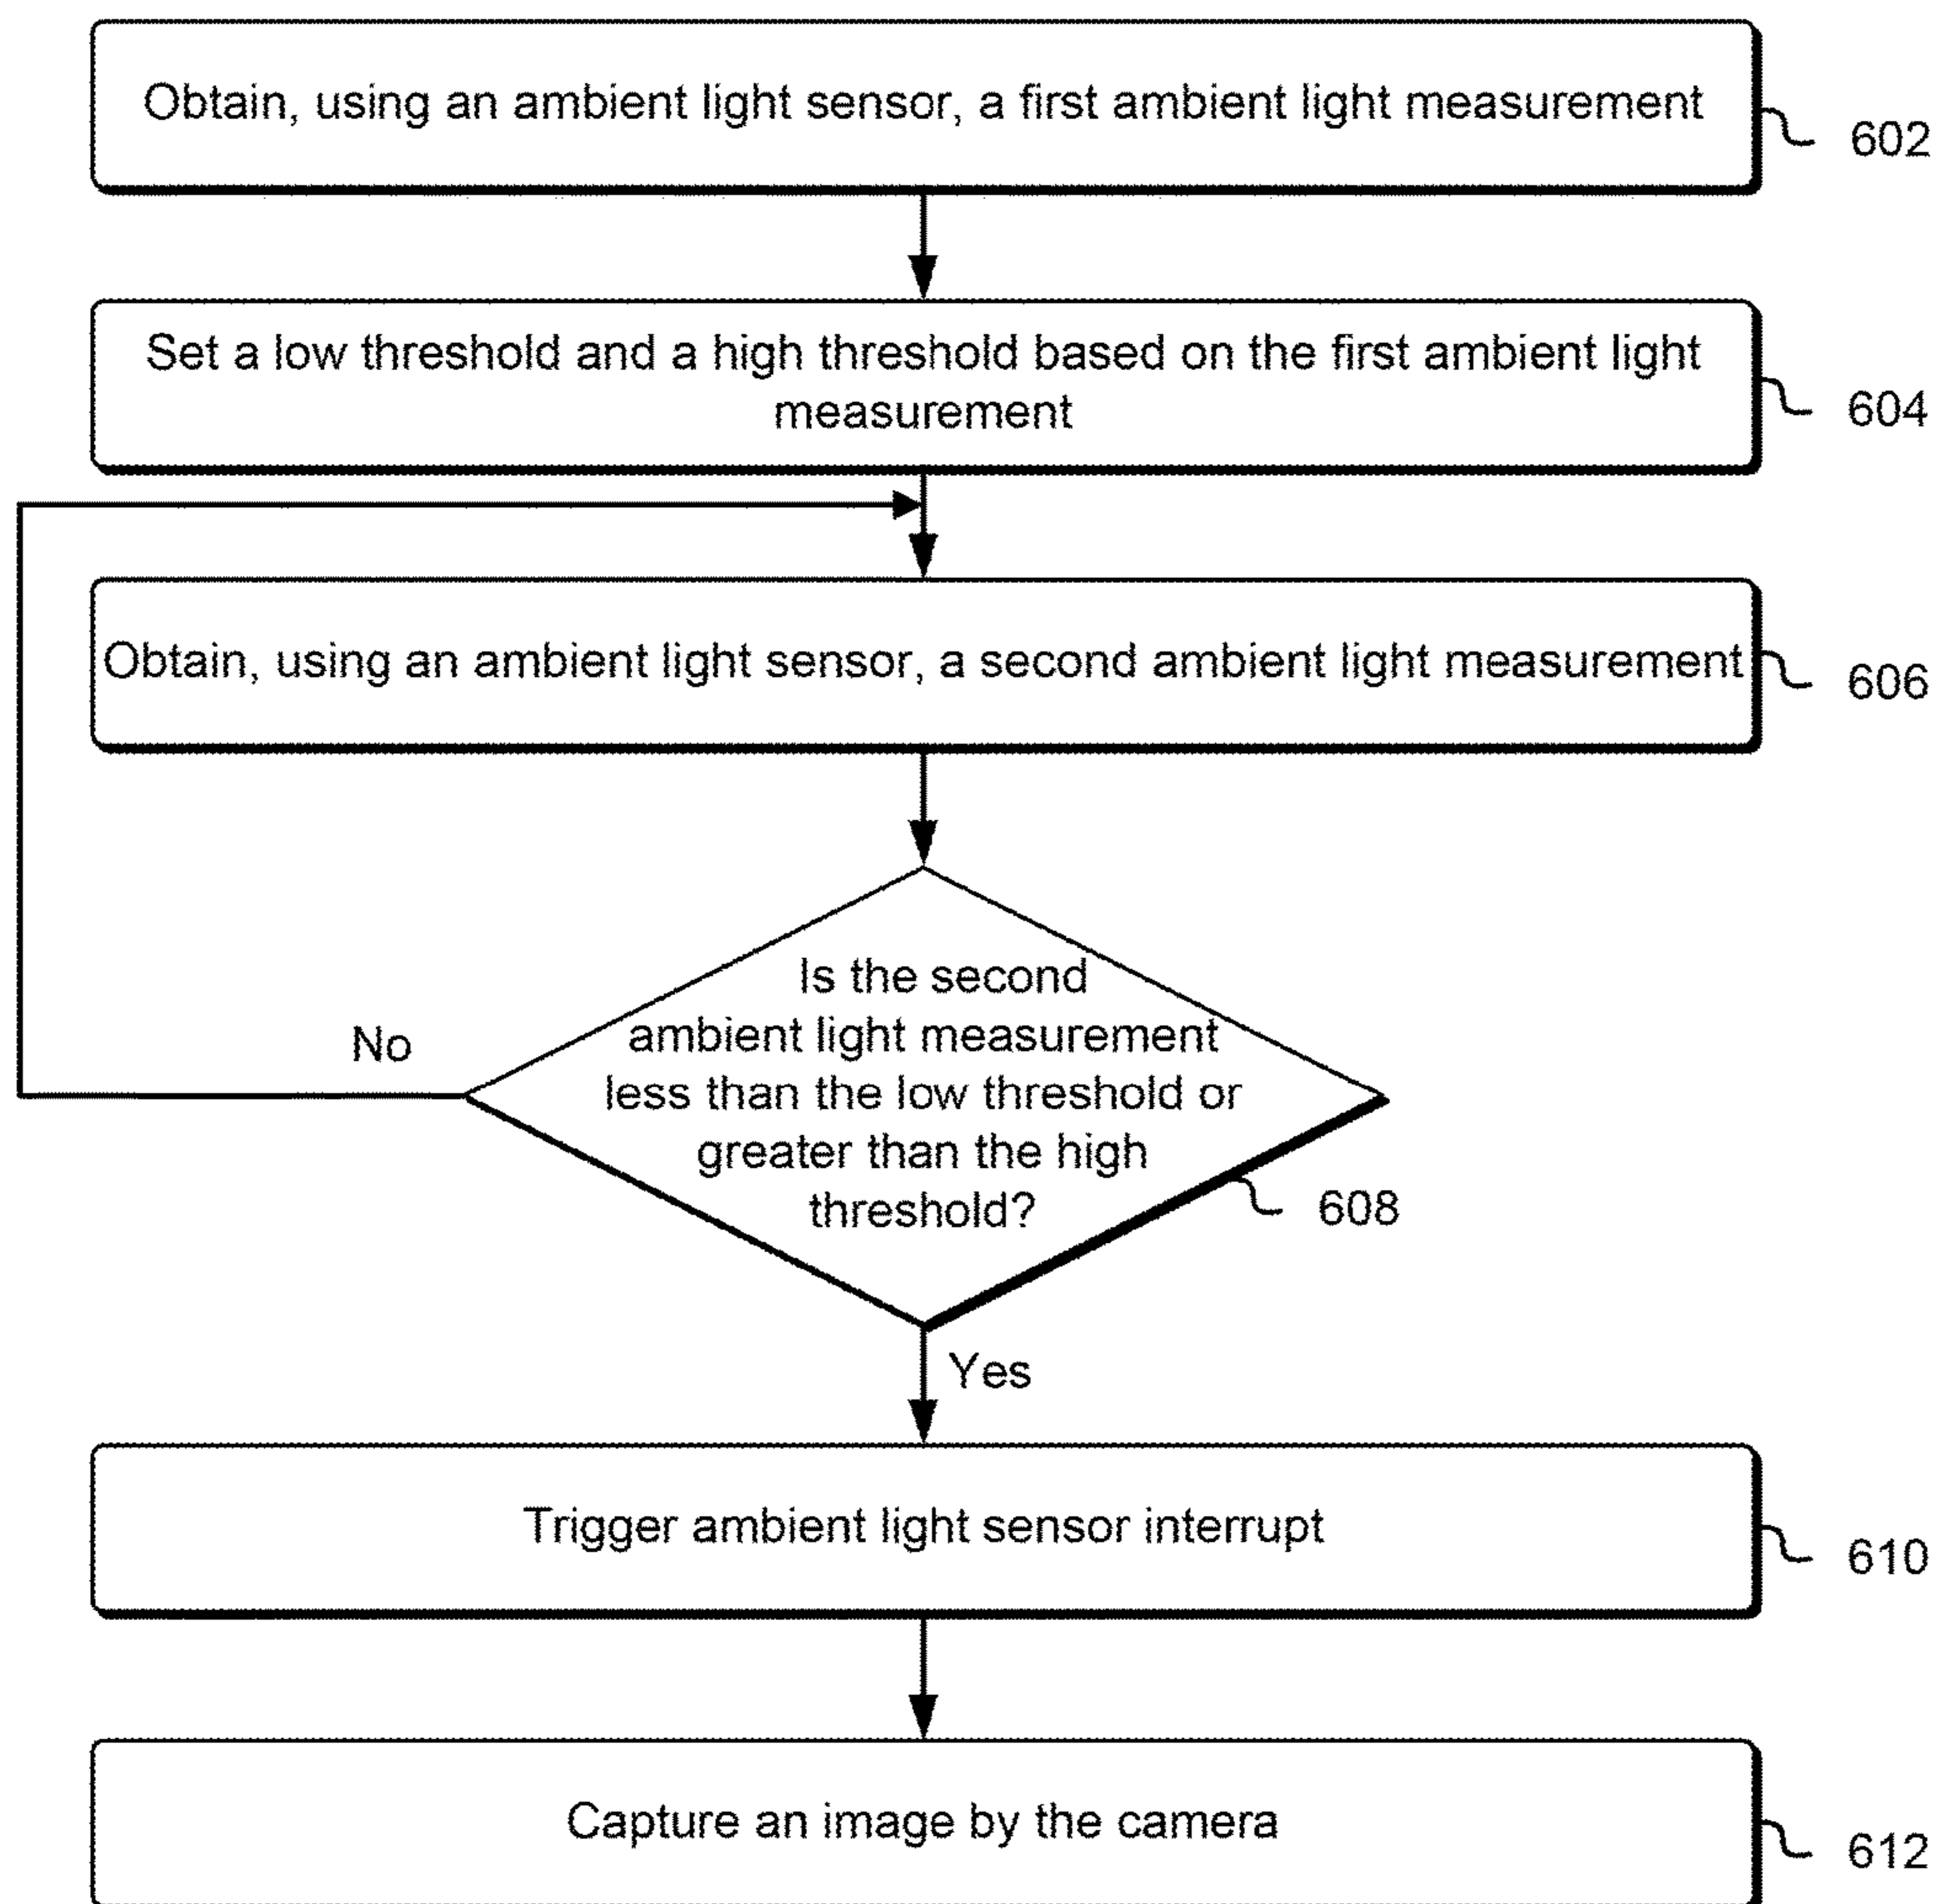 Obtain, using an ambient light sensor, a first ambient light measurement
602
Set a low threshold and a high threshold based on the first ambient light
measurement
604
Obtain, using an ambient light sensor, a second ambient light measurement
606
Is the second
ambient light measurement
less than the low threshold or
greater than the high
threshold?
608
No
Yes
Trigger ambient light sensor interrupt
610
Capture an image by the camera
612